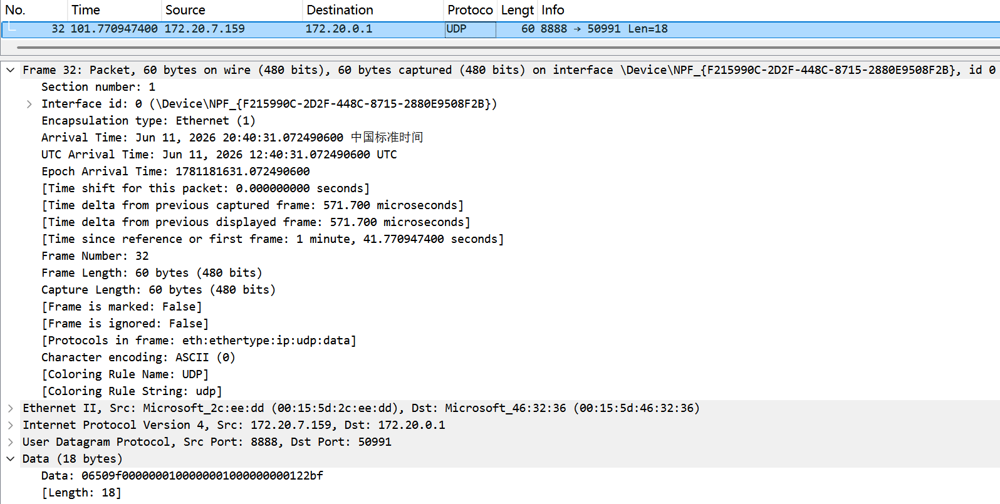 No. Time Source Destination Protoco Lengt Info
32 101.770947400 172.20.7.159 172.20.0.1 UDP 60 8888 → 50991 Len=18
Frame 32: Packet, 60 bytes on wire (480 bits), 60 bytes captured (480 bits) on interface \Device\NPF_{F215990C-2D2F-448C-8715-2880E9508F2B}, id 0
Section number: 1
Interface id: 0 (\Device\NPF_{F215990C-2D2F-448C-8715-2880E9508F2B})
Encapsulation type: Ethernet (1)
Arrival Time: Jun 11, 2026 20:40:31.072490600 中国标准时间
UTC Arrival Time: Jun 11, 2026 12:40:31.072490600 UTC
Epoch Arrival Time: 1781181631.072490600
[Time shift for this packet: 0.000000000 seconds]
[Time delta from previous captured frame: 571.700 microseconds]
[Time delta from previous displayed frame: 571.700 microseconds]
[Time since reference or first frame: 1 minute, 41.770947400 seconds]
Frame Number: 32
Frame Length: 60 bytes (480 bits)
Capture Length: 60 bytes (480 bits)
[Frame is marked: False]
[Frame is ignored: False]
[Protocols in frame: eth:ethertype:ip:udp:data]
Character encoding: ASCII (0)
[Coloring Rule Name: UDP]
[Coloring Rule String: udp]
Ethernet II, Src: Microsoft_2c:ee:dd (00:15:5d:2c:ee:dd), Dst: Microsoft_46:32:36 (00:15:5d:46:32:36)
Internet Protocol Version 4, Src: 172.20.7.159, Dst: 172.20.0.1
User Datagram Protocol, Src Port: 8888, Dst Port: 50991
Data (18 bytes)
Data: 06509f0000000100000001000000000122bf
[Length: 18]